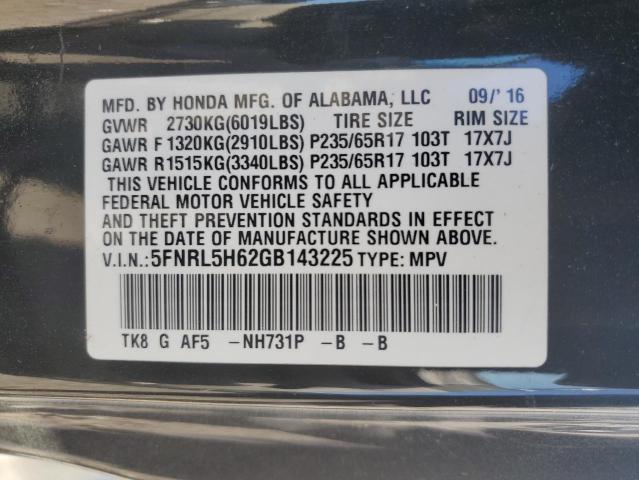 MFD. BY HONDA MFG. OF ALABAMA, LLC 09/' 16
GVWR 2730KG(6019LBS) TIRE SIZE RIM SIZE
GAWR F 1320KG(2910LBS) P235/65R17 103T 17X7J
GAWR R1515KG(3340LBS) P235/65R17 103T 17X7J
THIS VEHICLE CONFORMS TO ALL APPLICABLE
FEDERAL MOTOR VEHICLE SAFETY
AND THEFT PREVENTION STANDARDS IN EFFECT
ON THE DATE OF MANUFACTURE SHOWN ABOVE.
V.I.N.: 5FNRL5H62GB143225 TYPE: MPV
TK8 G AF5 -NH731P -B -B